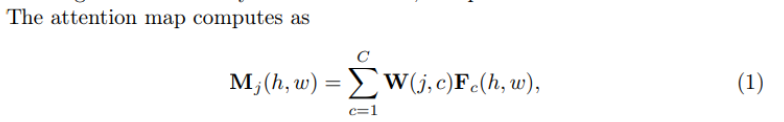 The attention map computes as
M_j(h, w) = \sum_{c=1}^{C} W(j, c)F_c(h, w), (1)